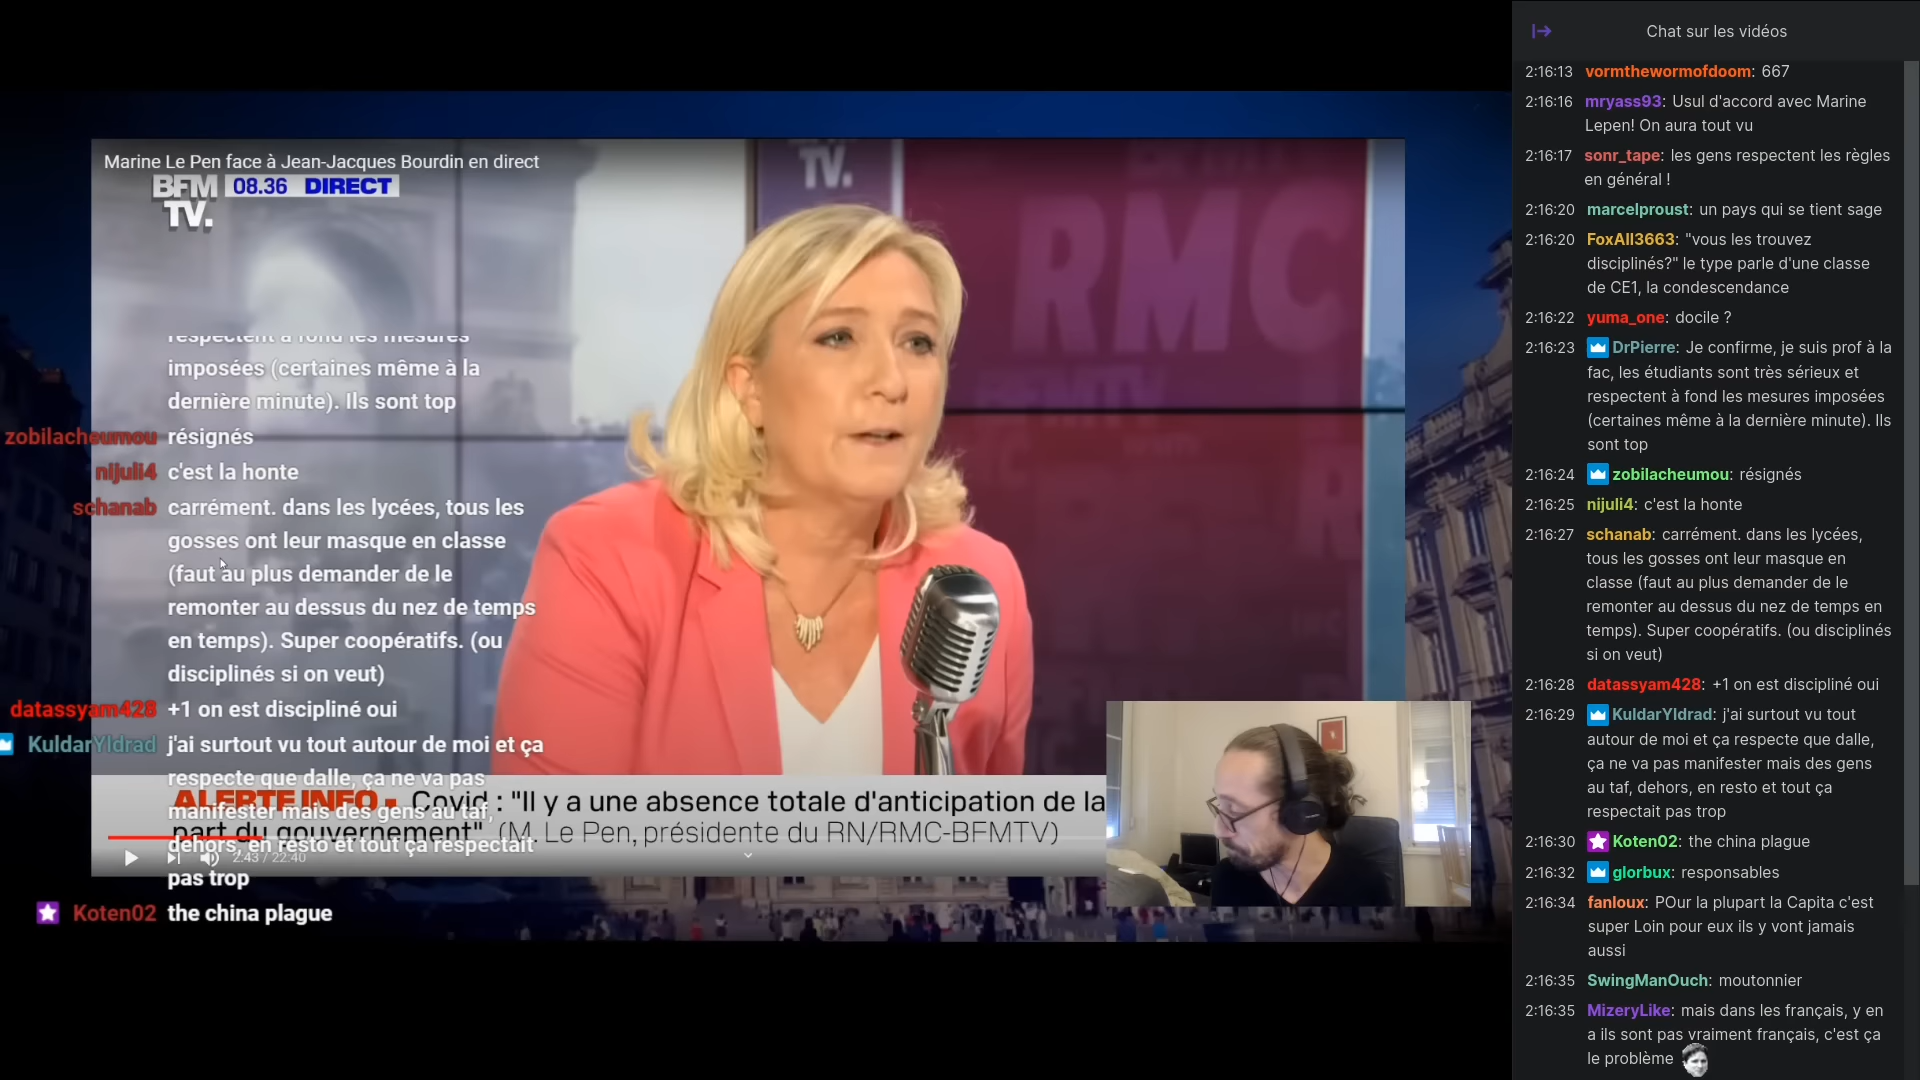 Marine Le Pen face à Jean-Jacques Bourdin en direct
BFM
TV.
08.36 DIRECT
TV.
RMC
respectent à fond les mesures
imposées (certaines même à la
dernière minute). Ils sont top
zobilacheumou résignés
nijuli4 c'est la honte
schanab carrément. dans les lycées, tous les
gosses ont leur masque en classe
(faut au plus demander de le
remonter au dessus du nez de temps
en temps). Super coopératifs. (ou
disciplinés si on veut)
datassyam428 +1 on est discipliné oui
KuldarYldrad j'ai surtout vu tout autour de moi et ça
respecte que dalle, ça ne va pas
manifester mais des gens au taf,
dehors, en resto et tout ça respectait
pas trop
Koten02 the china plague
ALERTE INFO Covid : "Il y a une absence totale d'anticipation de la
part du gouvernement" (M. Le Pen, présidente du RN/RMC-BFMTV)
2:43 / 22:40
Chat sur les vidéos
2:16:13 vormthewormofdoom: 667
2:16:16 mryass93: Usul d'accord avec Marine
Lepen! On aura tout vu
2:16:17 sonr_tape: les gens respectent les règles
en général !
2:16:20 marcelproust: un pays qui se tient sage
2:16:20 FoxAll3663: "vous les trouvez
disciplinés?" le type parle d'une classe
de CE1, la condescendance
2:16:22 yuma_one: docile ?
2:16:23 DrPierre: Je confirme, je suis prof à la
fac, les étudiants sont très sérieux et
respectent à fond les mesures imposées
(certaines même à la dernière minute). Ils
sont top
2:16:24 zobilacheumou: résignés
2:16:25 nijuli4: c'est la honte
2:16:27 schanab: carrément. dans les lycées,
tous les gosses ont leur masque en
classe (faut au plus demander de le
remonter au dessus du nez de temps en
temps). Super coopératifs. (ou disciplinés
si on veut)
2:16:28 datassyam428: +1 on est discipliné oui
2:16:29 KuldarYldrad: j'ai surtout vu tout
autour de moi et ça respecte que dalle,
ça ne va pas manifester mais des gens
au taf, dehors, en resto et tout ça
respectait pas trop
2:16:30 Koten02: the china plague
2:16:32 glorbux: responsables
2:16:34 fanloux: POur la plupart la Capita c'est
super Loin pour eux ils y vont jamais
aussi
2:16:35 SwingManOuch: moutonnier
2:16:35 MizeryLike: mais dans les français, y en
a ils sont pas vraiment français, c'est ça
le problème